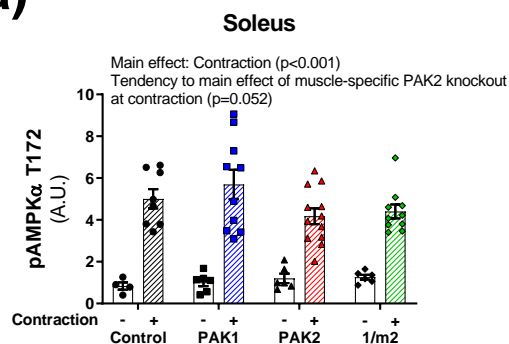 Soleus
Main effect: Contraction (p<0.001)
Tendency to main effect of muscle-specific PAK2 knockout
at contraction (p=0.052)
pAMPKα T172
(A.U.)
10
8
6
4
2
0
Contraction - + - + - + - +
Control PAK1 PAK2 1/m2